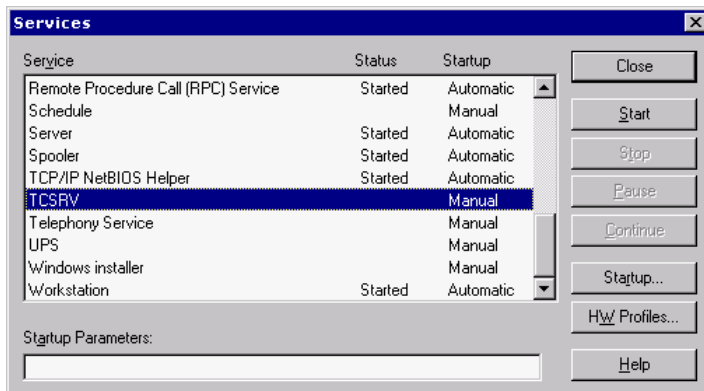 Services
Service Status Startup
Remote Procedure Call (RPC) Service Started Automatic
Schedule Manual
Server Started Automatic
Spooler Started Automatic
TCP/IP NetBIOS Helper Started Automatic
TCSRV Manual
Telephony Service Manual
UPS Manual
Windows installer Manual
Workstation Started Automatic
Startup Parameters:
Close
Start
Stop
Pause
Continue
Startup...
HW Profiles...
Help